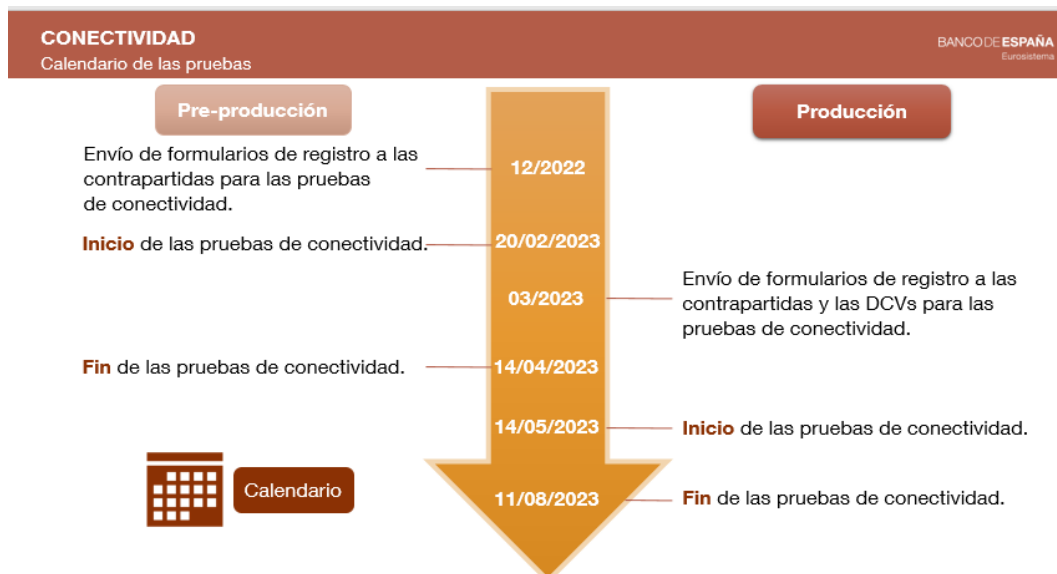 CONECTIVIDAD
Calendario de las pruebas
BANCO DE ESPAÑA
Eurosistema
Pre-producción
Producción
Envío de formularios de registro a las
contrapartidas para las pruebas
de conectividad.
12/2022
Inicio de las pruebas de conectividad.
20/02/2023
03/2023
Envío de formularios de registro a las
contrapartidas y las DCVs para las
pruebas de conectividad.
Fin de las pruebas de conectividad.
14/04/2023
14/05/2023
Inicio de las pruebas de conectividad.
Calendario
11/08/2023
Fin de las pruebas de conectividad.